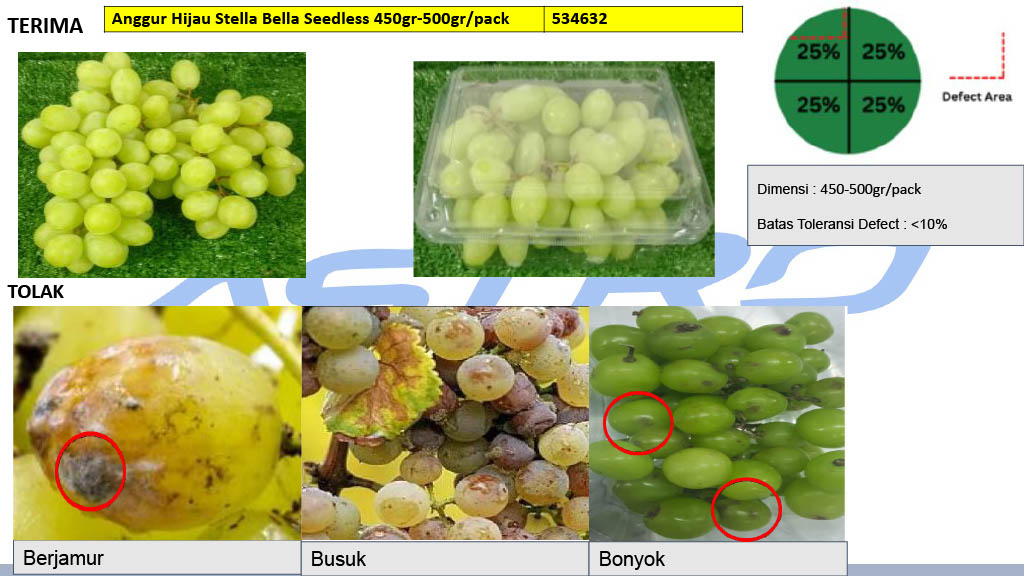 TERIMA
Anggur Hijau Stella Bella Seedless 450gr-500gr/pack 534632
25% 25%
25% 25%
Defect Area
Dimensi : 450-500gr/pack
Batas Toleransi Defect : <10%
ASTRO
TOLAK
Berjamur
Busuk
Bonyok